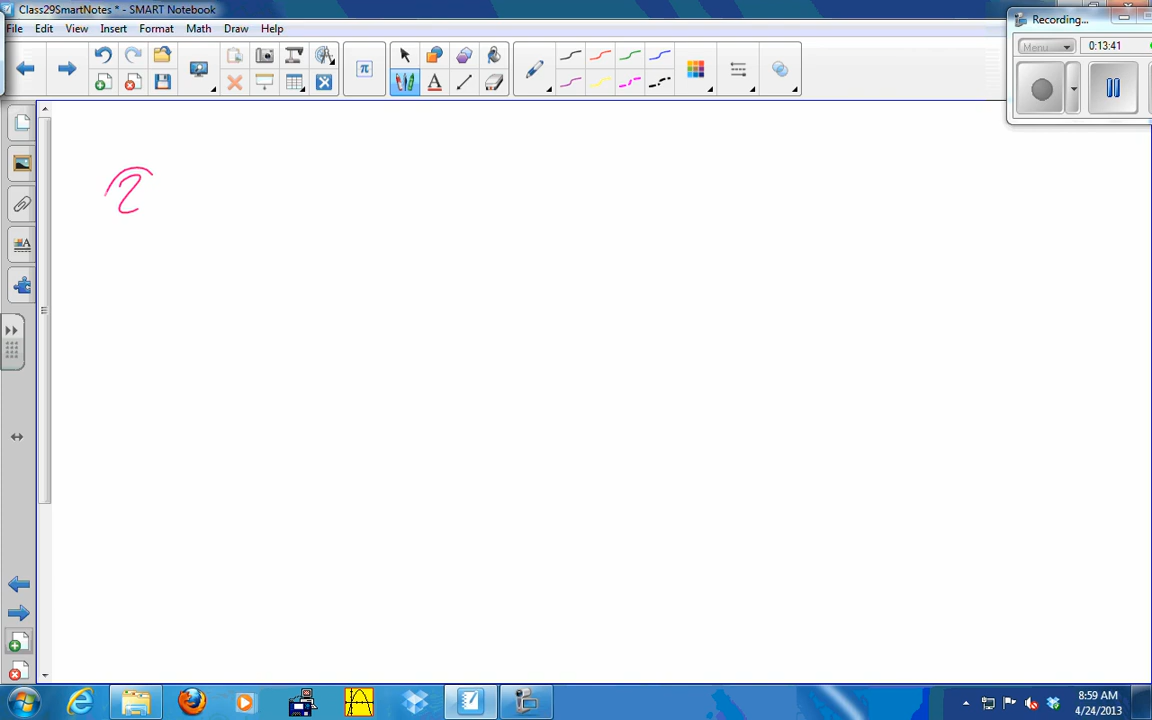 Class29SmartNotes * - SMART Notebook
Recording...
File Edit View Insert Format Math Draw Help
Menu
0:13:41
π
A
2
8:59 AM
4/24/2013